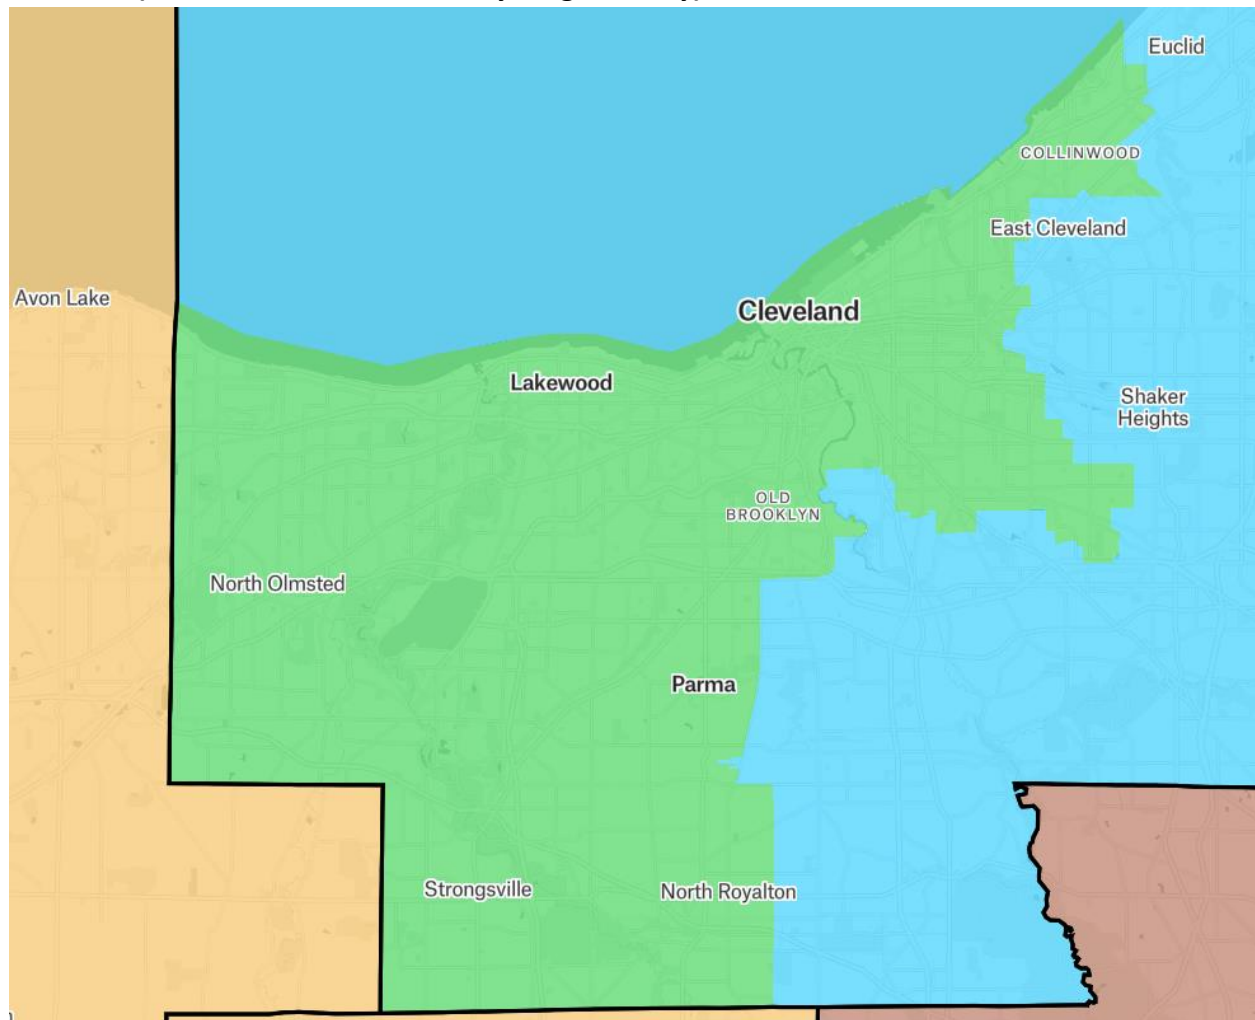 Euclid
COLLINWOOD
East Cleveland
Avon Lake
Cleveland
Lakewood
Shaker
Heights
OLD
BROOKLYN
North Olmsted
Parma
Strongsville
North Royalton